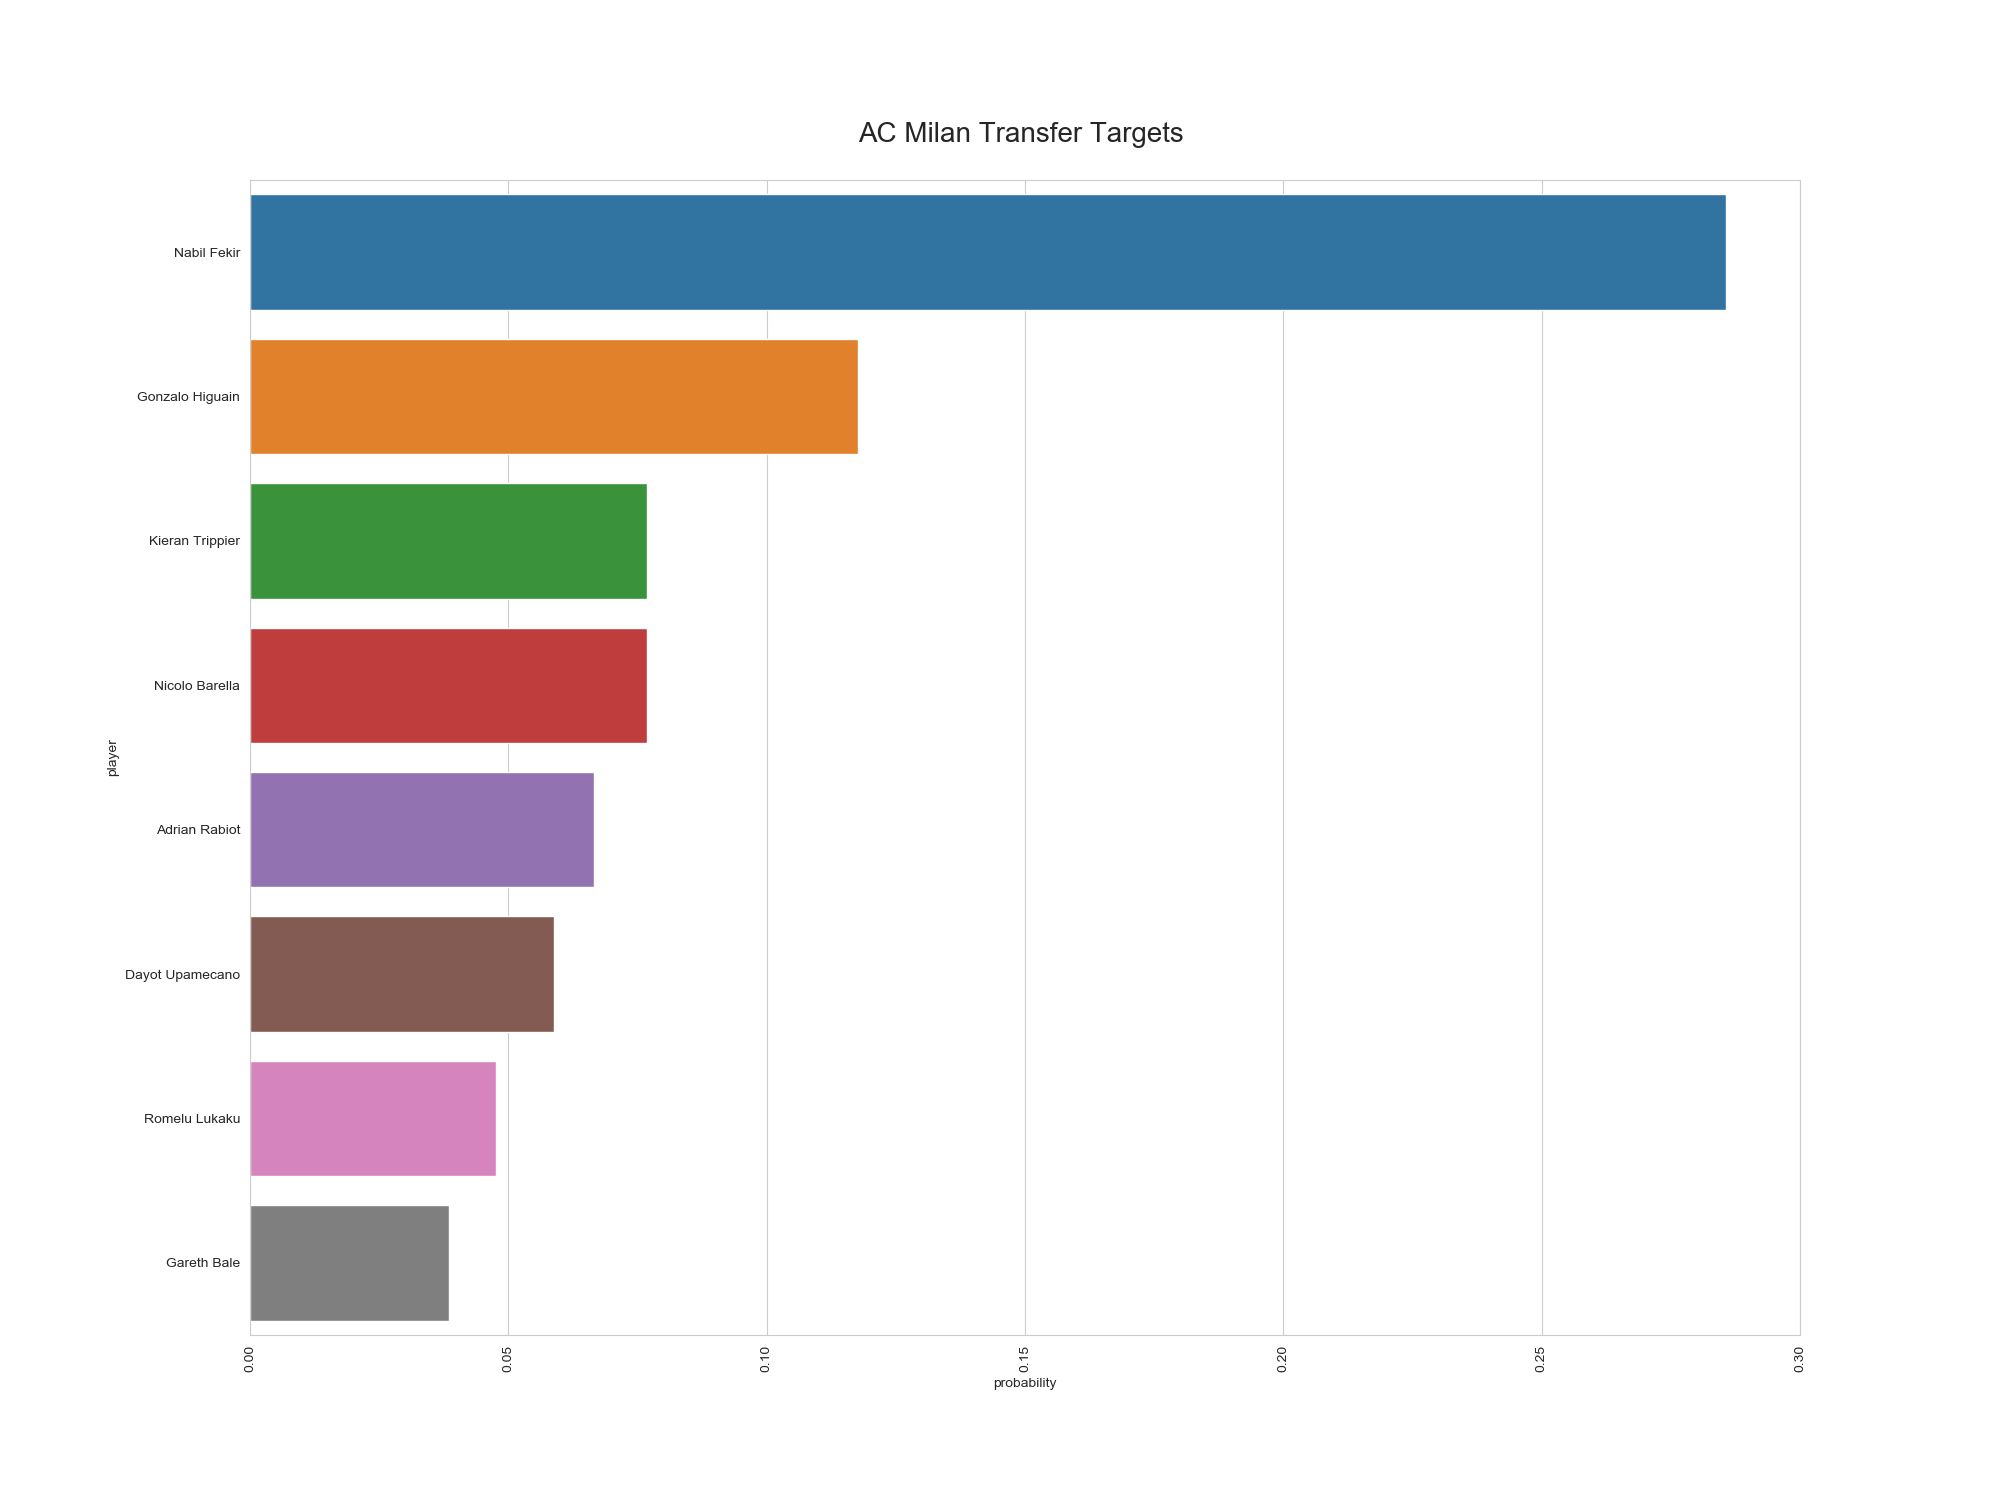 AC Milan Transfer Targets
Nabil Fekir
Gonzalo Higuain
Kieran Trippier
Nicolo Barella
Adrian Rabiot
Dayot Upamecano
Romelu Lukaku
Gareth Bale
player
0.00
0.05
0.10
0.15
0.20
0.25
0.30
probability